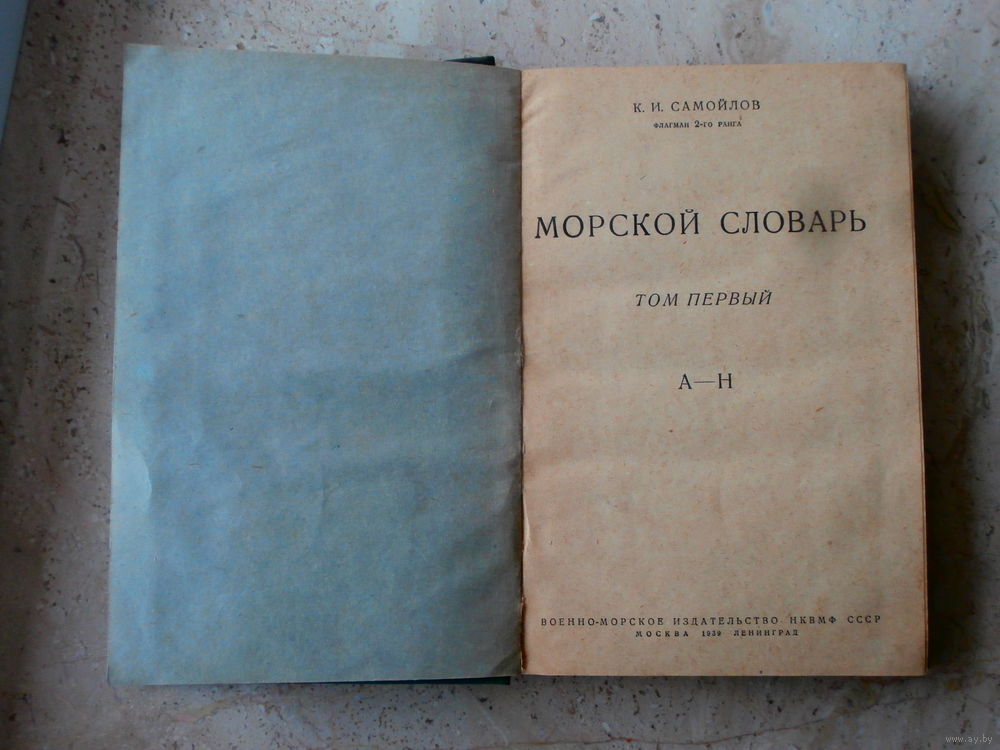 К. И. САМОЙЛОВ
ФЛАГМАН 2-ГО РАНГА
МОРСКОЙ СЛОВАРЬ
ТОМ ПЕРВЫЙ
А—Н
ВОЕННО-МОРСКОЕ ИЗДАТЕЛЬСТВО НКВМФ СССР
МОСКВА 1939 ЛЕНИНГРАД
www.ay.by